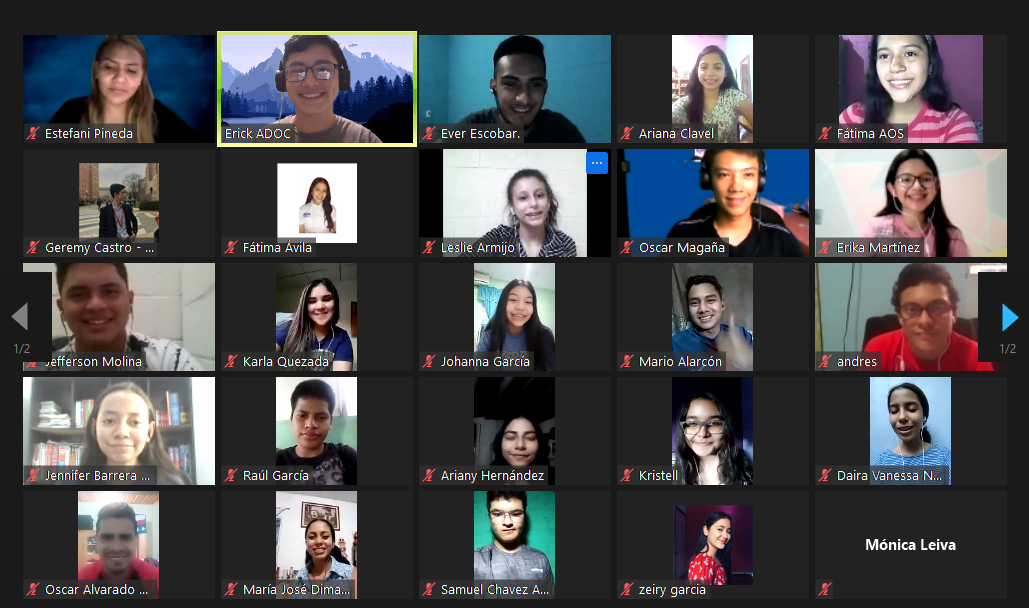 Estefani Pineda
Erick ADOC
Ever Escobar.
Ariana Clavel
Fátima AOS
Geremy Castro - ...
Fátima Ávila
Leslie Armijo
Oscar Magaña
Erika Martínez
Jefferson Molina
Karla Quezada
Johanna García
Mario Alarcón
andres
1/2
1/2
Jennifer Barrera ...
Raúl García
Ariany Hernández
Kristell
Daira Vanessa N...
Oscar Alvarado ...
María José Dima...
Samuel Chavez A...
zeiry garcia
Mónica Leiva